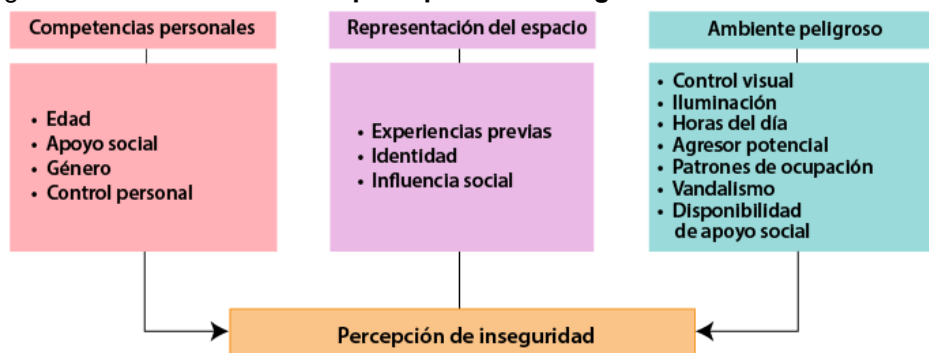 Competencias personales
Representación del espacio
Ambiente peligroso
• Edad
• Apoyo social
• Género
• Control personal
• Experiencias previas
• Identidad
• Influencia social
• Control visual
• Iluminación
• Horas del día
• Agresor potencial
• Patrones de ocupación
• Vandalismo
• Disponibilidad
de apoyo social
Percepción de inseguridad